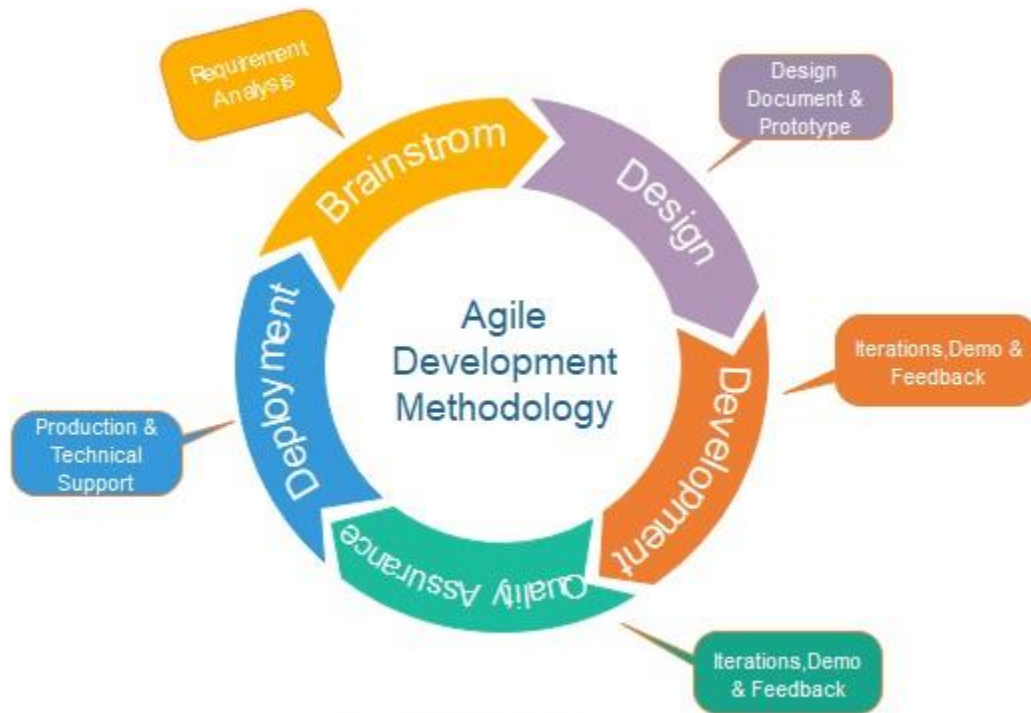 Requirement
Analysis
Brainstrom
Design
Document &
Prototype
Design
Iterations,Demo &
Feedback
Development
Agile
Development
Methodology
Deployment
Production &
Technical
Support
Quality Assurance
Iterations,Demo
& Feedback